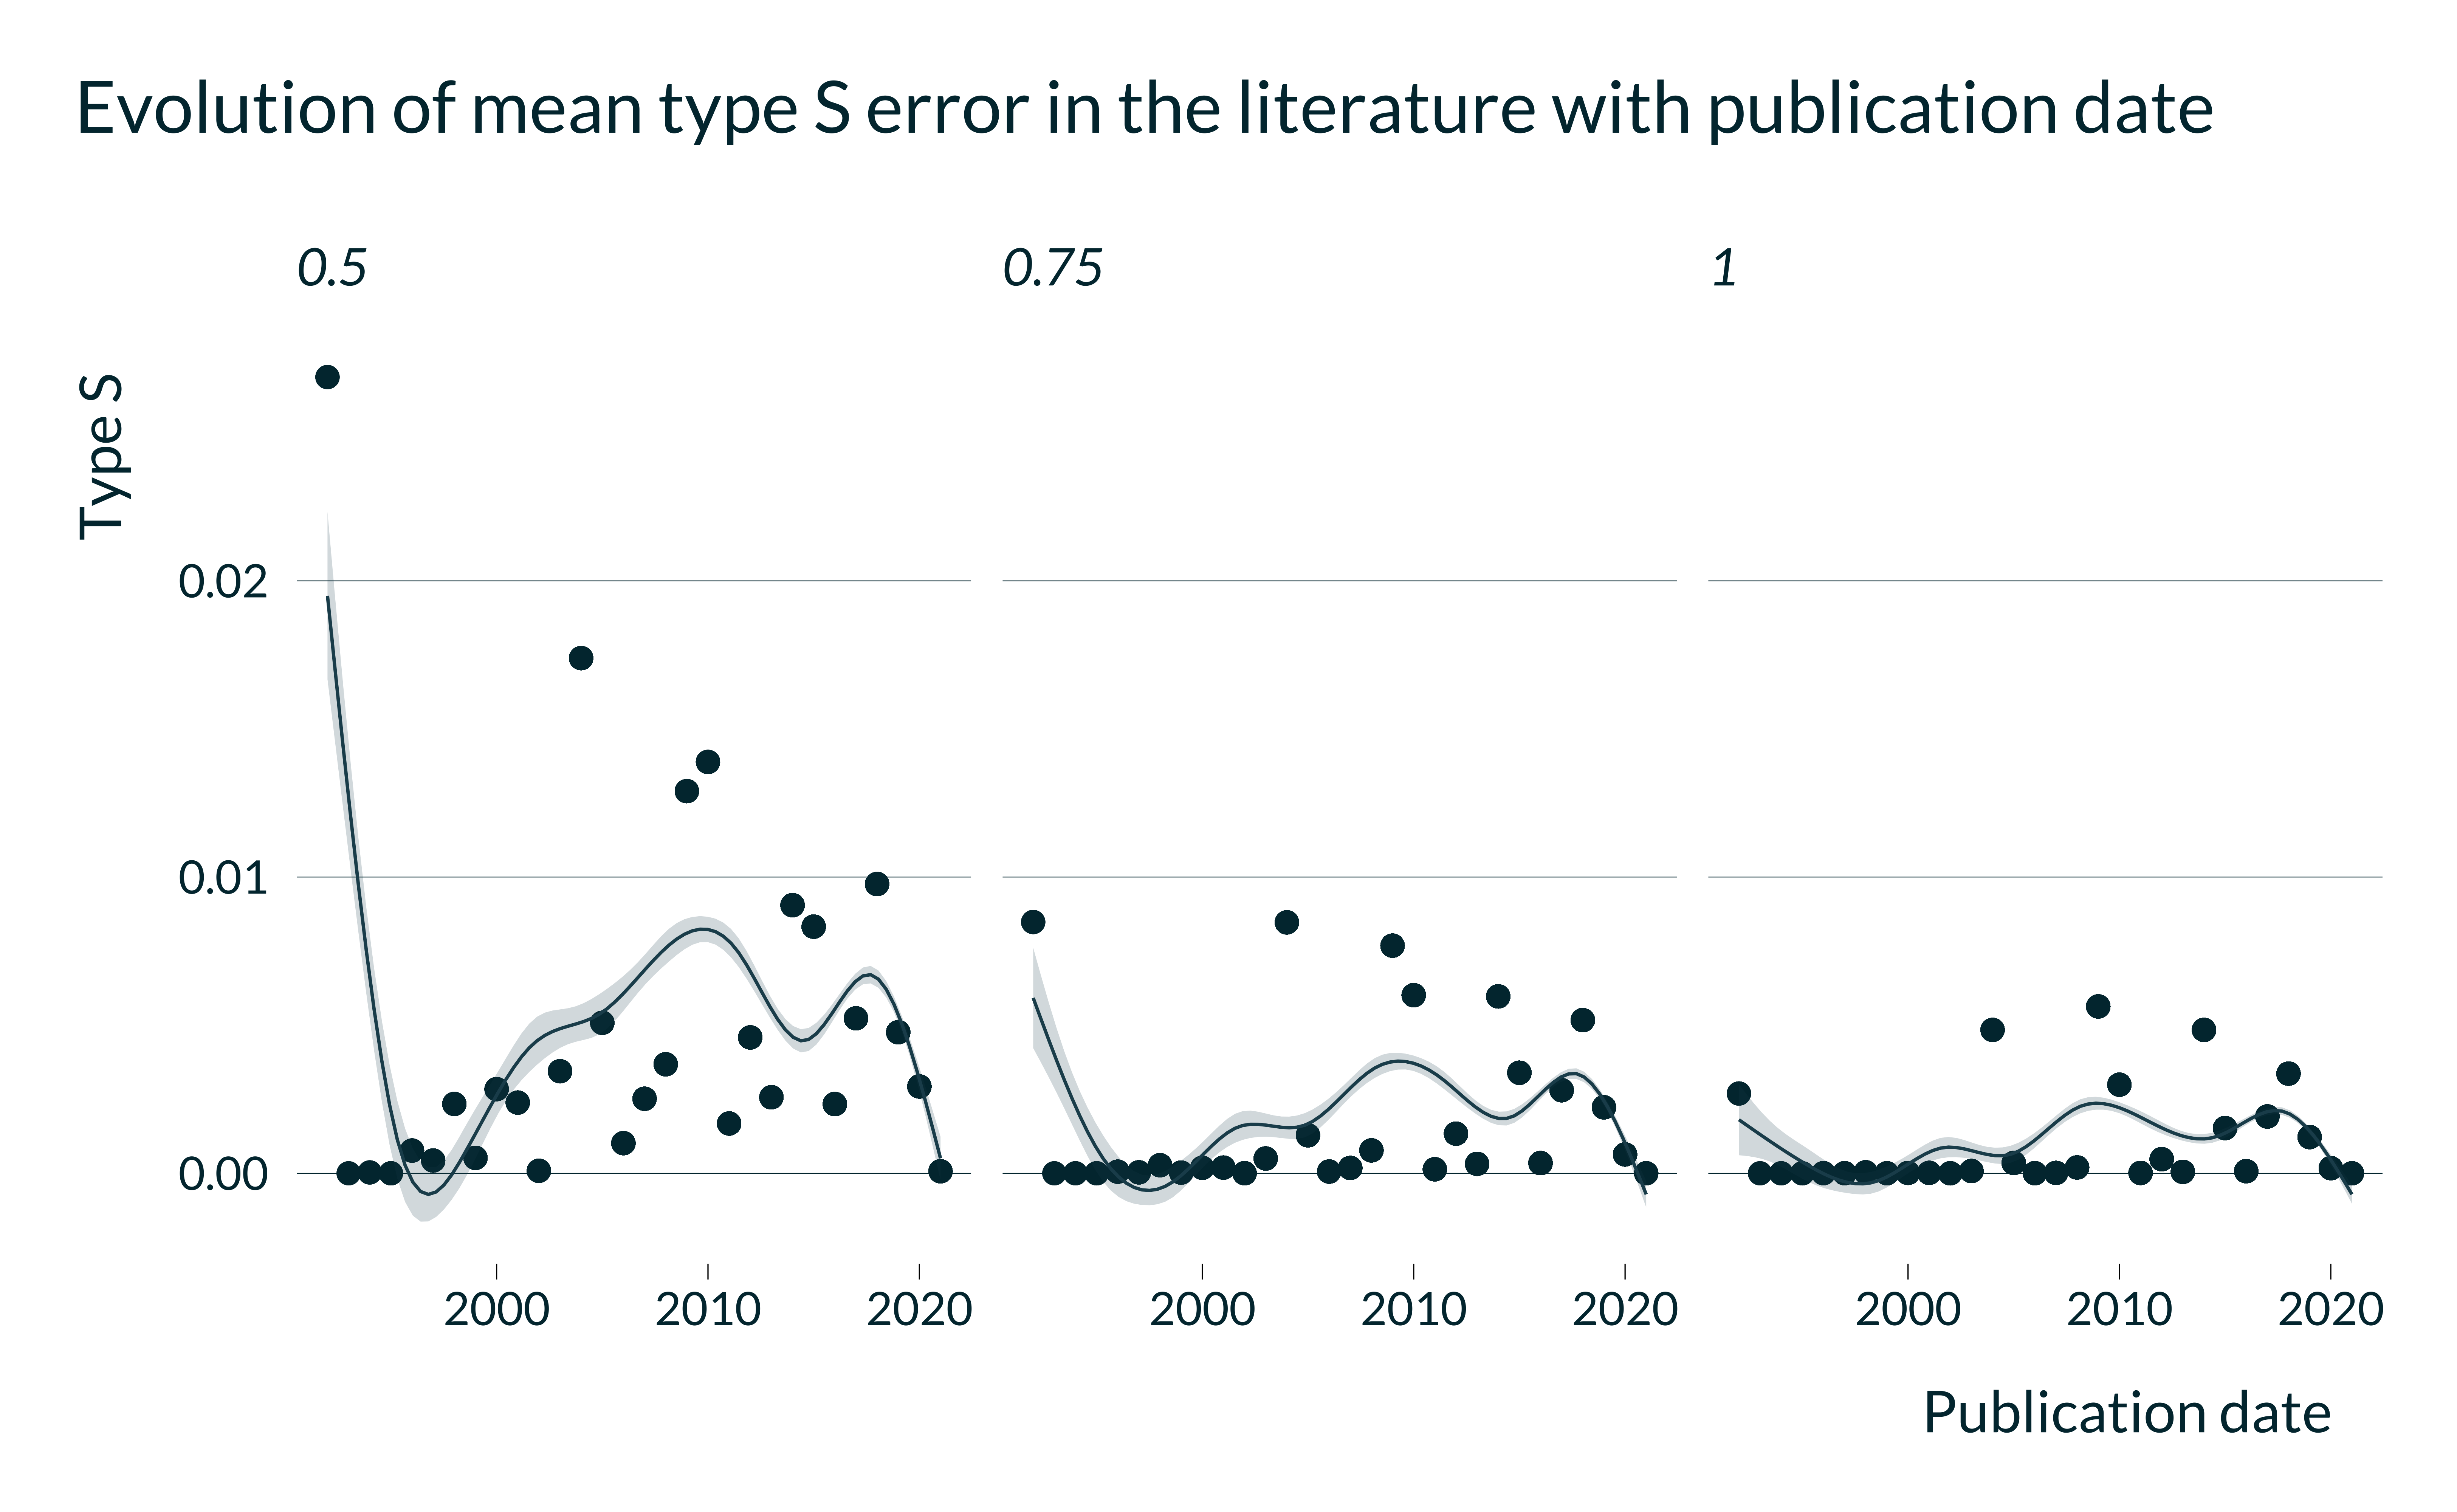 Evolution of mean type S error in the literature with publication date
0.5 0.75 1
Type S
0.02
0.01
0.00
2000 2010 2020 2000 2010 2020 2000 2010 2020
Publication date